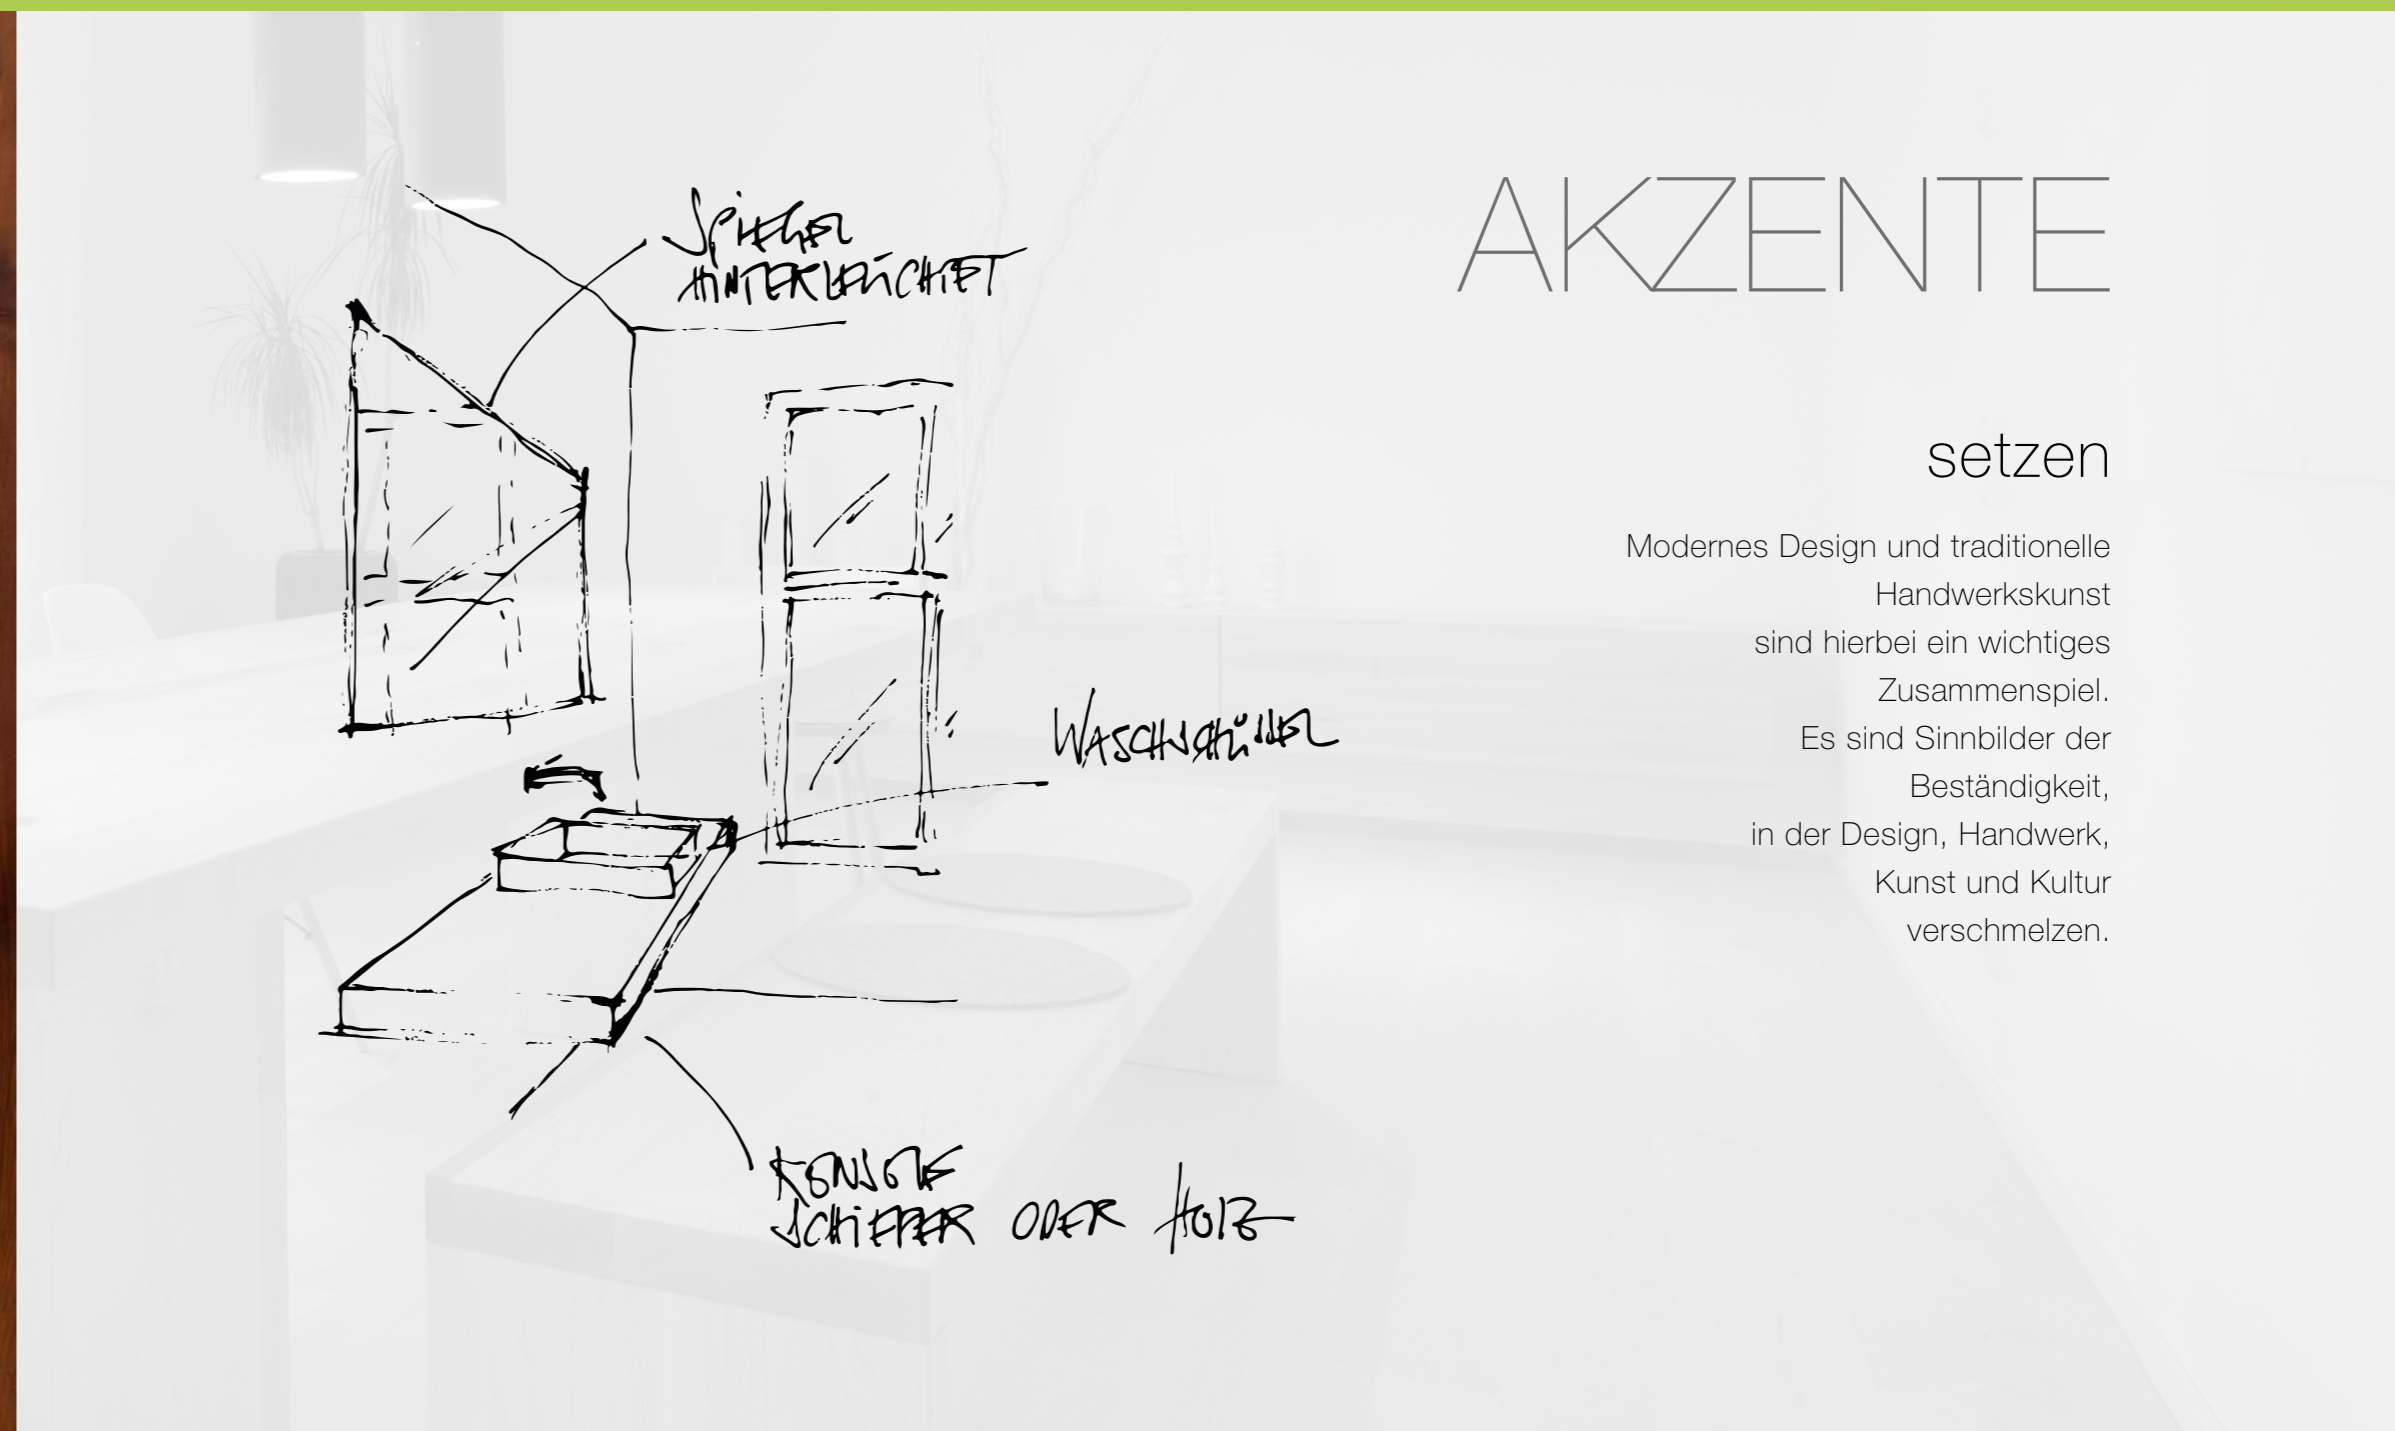 SPIEGEL
HINTERLEUCHTET
WASCHSCHÜSSEL
KONSOLE
SCHIEFER ODER HOLZ
AKZENTE
setzen
Modernes Design und traditionelle
Handwerkskunst
sind hierbei ein wichtiges
Zusammenspiel.
Es sind Sinnbilder der
Beständigkeit,
in der Design, Handwerk,
Kunst und Kultur
verschmelzen.